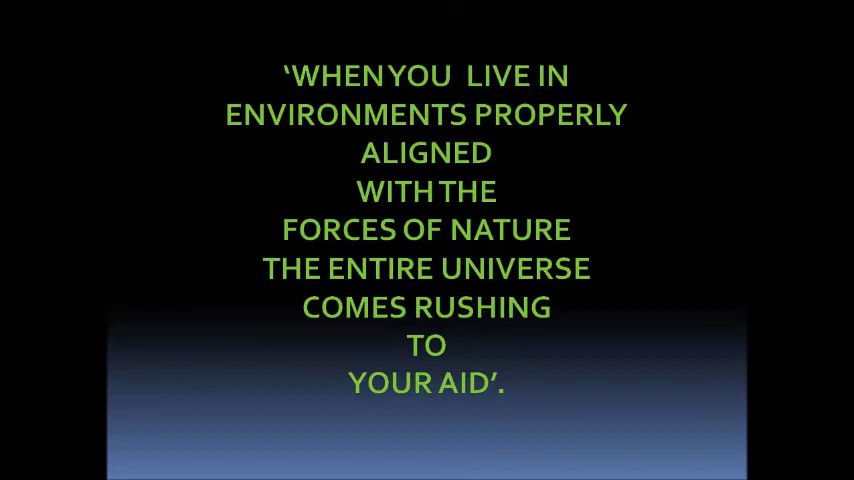 ‘WHEN YOU LIVE IN
ENVIRONMENTS PROPERLY
ALIGNED
WITH THE
FORCES OF NATURE
THE ENTIRE UNIVERSE
COMES RUSHING
TO
YOUR AID’.